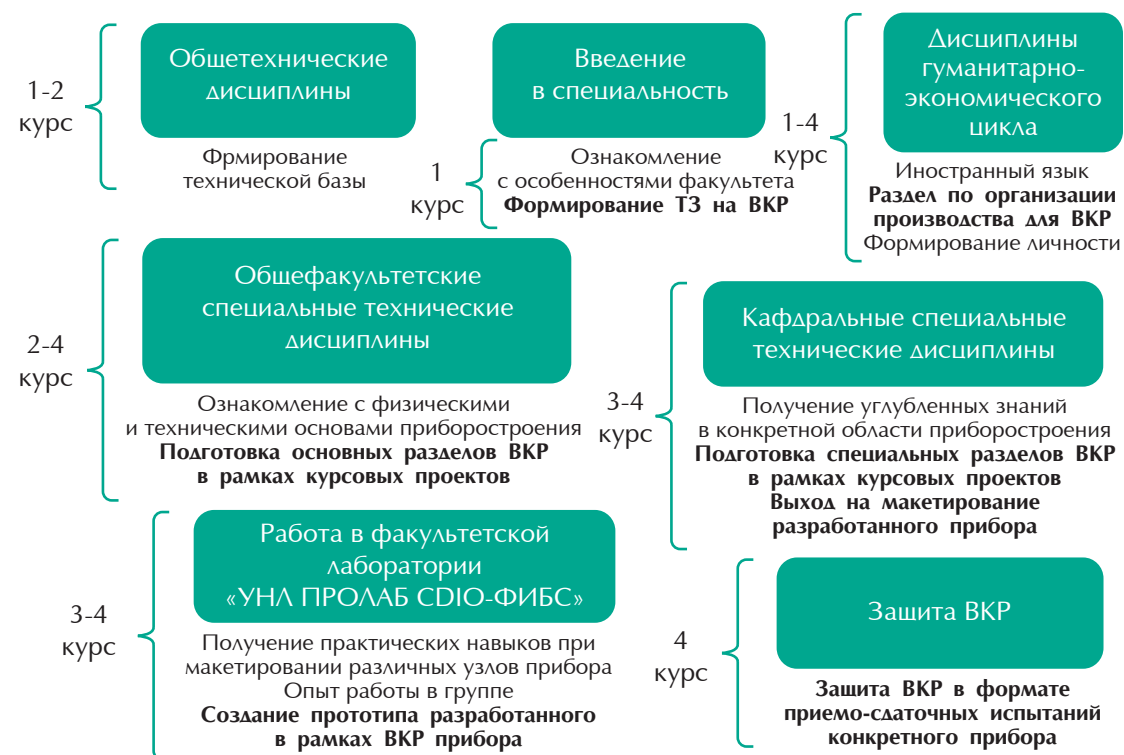 1-2
курс
Общетехнические
дисциплины
Фрмирование
технической базы
1
курс
Введение
в специальность
Ознакомление
с особенностями факультета
Формирование ТЗ на ВКР
1-4
курс
Дисциплины
гуманитарно-
экономического
цикла
Иностранный язык
Раздел по организации
производства для ВКР
Формирование личности
2-4
курс
Общефакультетские
специальные технические
дисциплины
Ознакомление с физическими
и техническими основами приборостроения
Подготовка основных разделов ВКР
в рамках курсовых проектов
3-4
курс
Кафдральные специальные
технические дисциплины
Получение углубленных знаний
в конкретной области приборостроения
Подготовка специальных разделов ВКР
в рамках курсовых проектов
Выход на макетирование
разработанного прибора
3-4
курс
Работа в факультетской
лаборатории
«УНЛ ПРОЛАБ CDIO-ФИБС»
Получение практических навыков при
макетировании различных узлов прибора
Опыт работы в группе
Создание прототипа разработанного
в рамках ВКР прибора
4
курс
Защита ВКР
Защита ВКР в формате
приемо-сдаточных испытаний
конкретного прибора